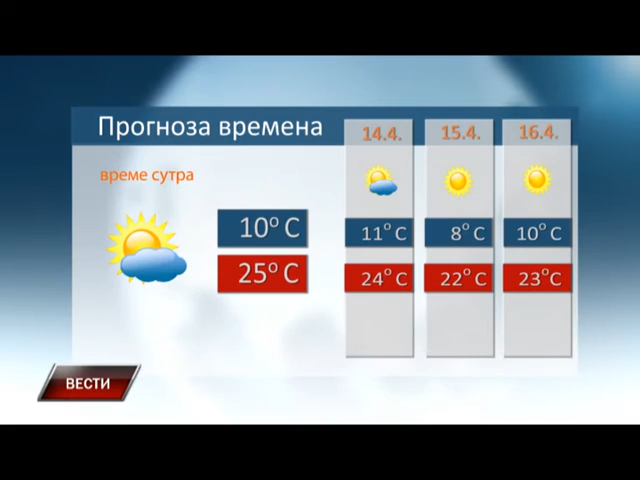 Прогноза времена
време сутра
10° C
25° C
14.4.
11° C
24° C
15.4.
8° C
22° C
16.4.
10° C
23°C
ВЕСТИ